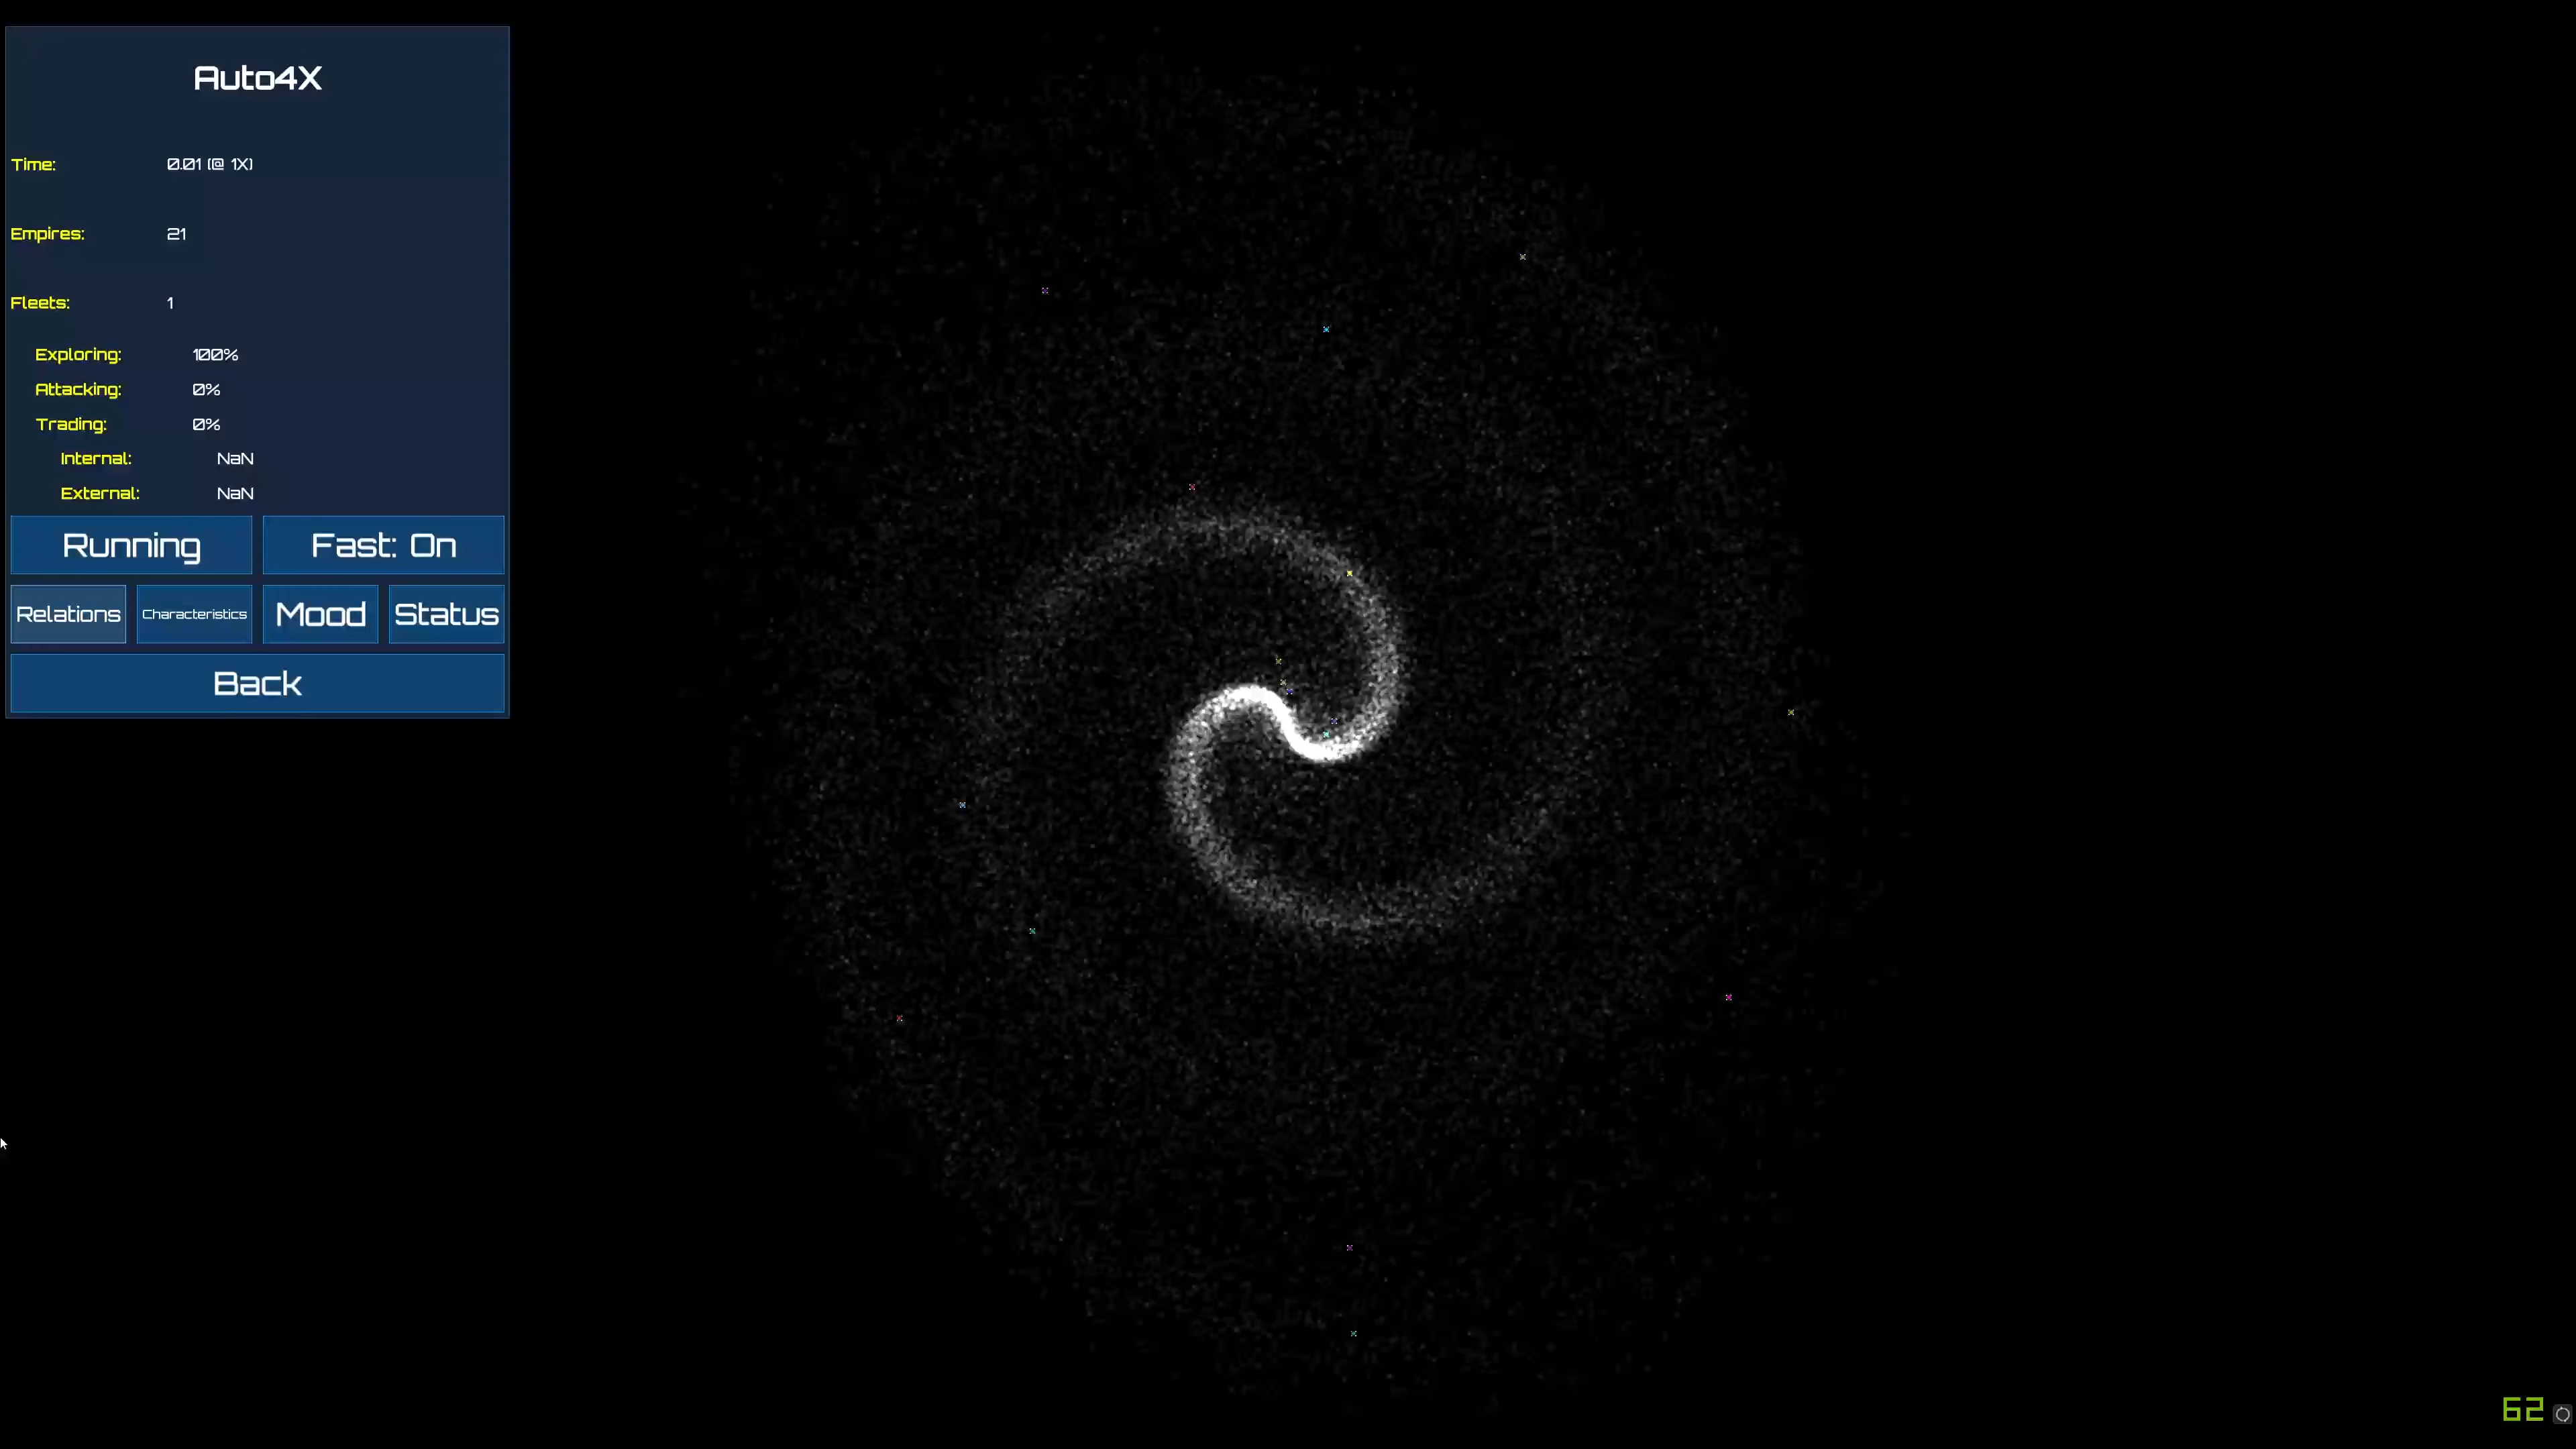 Auto4X
Time: 0.01 (@ 1X)
Empires: 21
Fleets: 1
Exploring: 100%
Attacking: 0%
Trading: 0%
Internal: NaN
External: NaN
Running Fast: On
Relations Characteristics Mood Status
Back
62